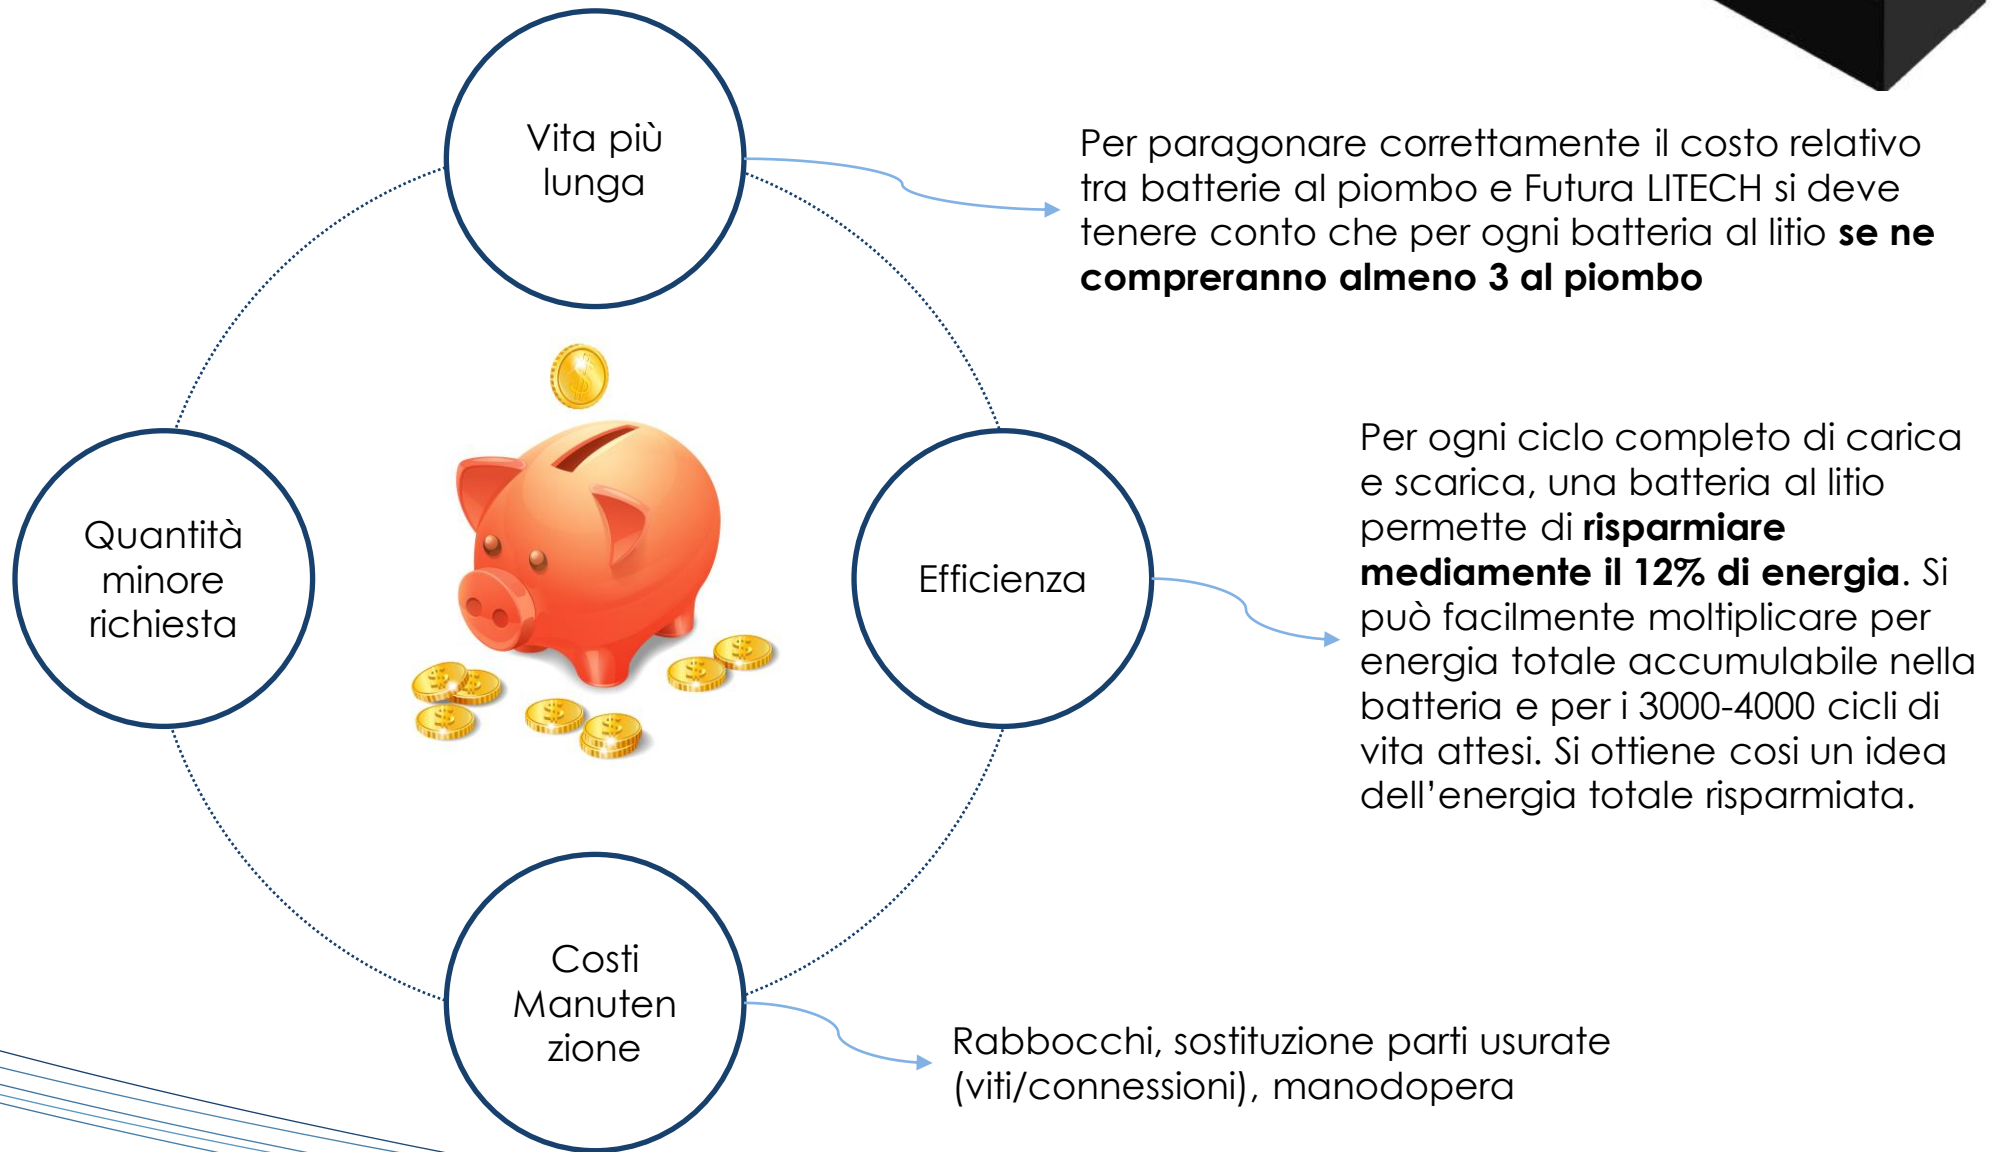 Vita più
lunga
Per paragonare correttamente il costo relativo
tra batterie al piombo e Futura LITECH si deve
tenere conto che per ogni batteria al litio se ne
compreranno almeno 3 al piombo
Quantità
minore
richiesta
Efficienza
Per ogni ciclo completo di carica
e scarica, una batteria al litio
permette di risparmiare
mediamente il 12% di energia. Si
può facilmente moltiplicare per
energia totale accumulabile nella
batteria e per i 3000-4000 cicli di
vita attesi. Si ottiene cosi un idea
dell’energia totale risparmiata.
Costi
Manuten
zione
Rabbocchi, sostituzione parti usurate
(viti/connessioni), manodopera